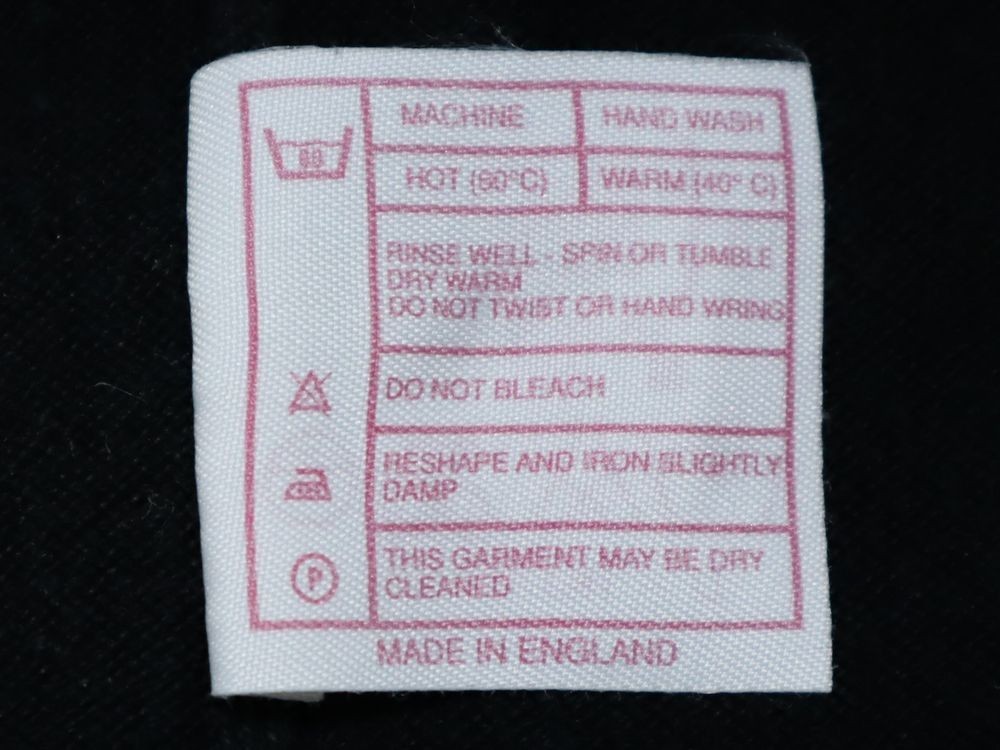 MACHINE HAND WASH
60
HOT (60°C) WARM (40° C)
RINSE WELL - SPIN OR TUMBLE
DRY WARM
DO NOT TWIST OR HAND WRING
DO NOT BLEACH
RESHAPE AND IRON SLIGHTLY
DAMP
THIS GARMENT MAY BE DRY
P
CLEANED
MADE IN ENGLAND